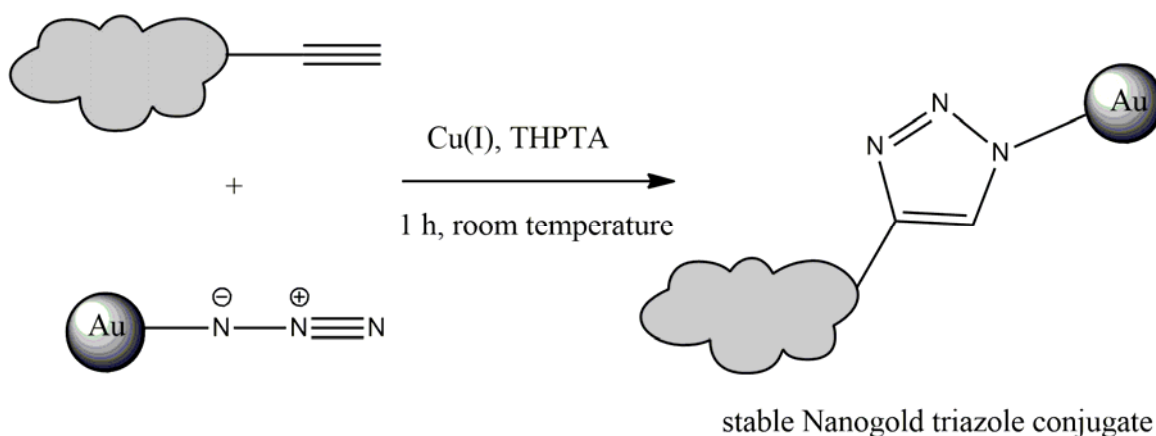 Cu(I), THPTA
+
1 h, room temperature
Au
N
N
N
⊖
⊕
Au
N
N
N
stable Nanogold triazole conjugate